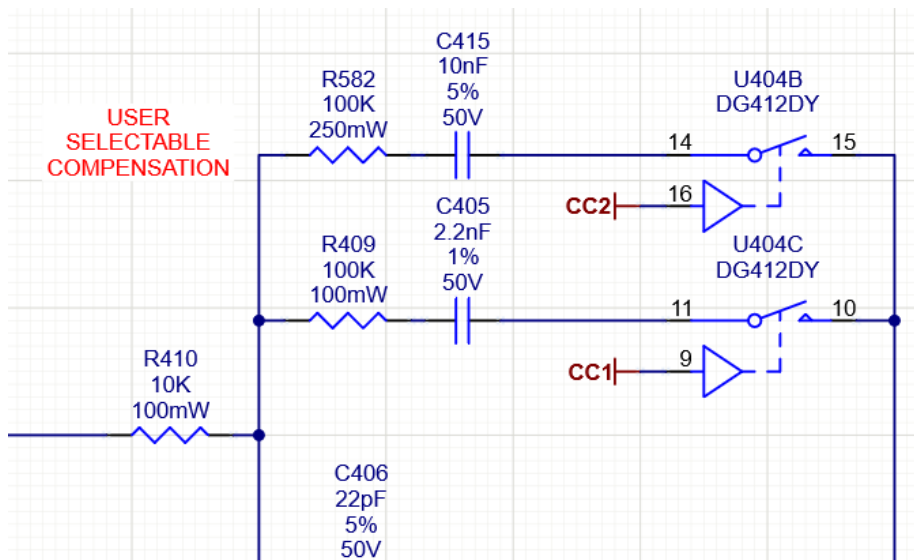 C415
10nF
5%
50V
R582
100K
250mW
U404B
DG412DY
USER
SELECTABLE
COMPENSATION
14
15
CC2
16
C405
2.2nF
1%
50V
R409
100K
100mW
U404C
DG412DY
11
10
CC1
9
R410
10K
100mW
C406
22pF
5%
50V